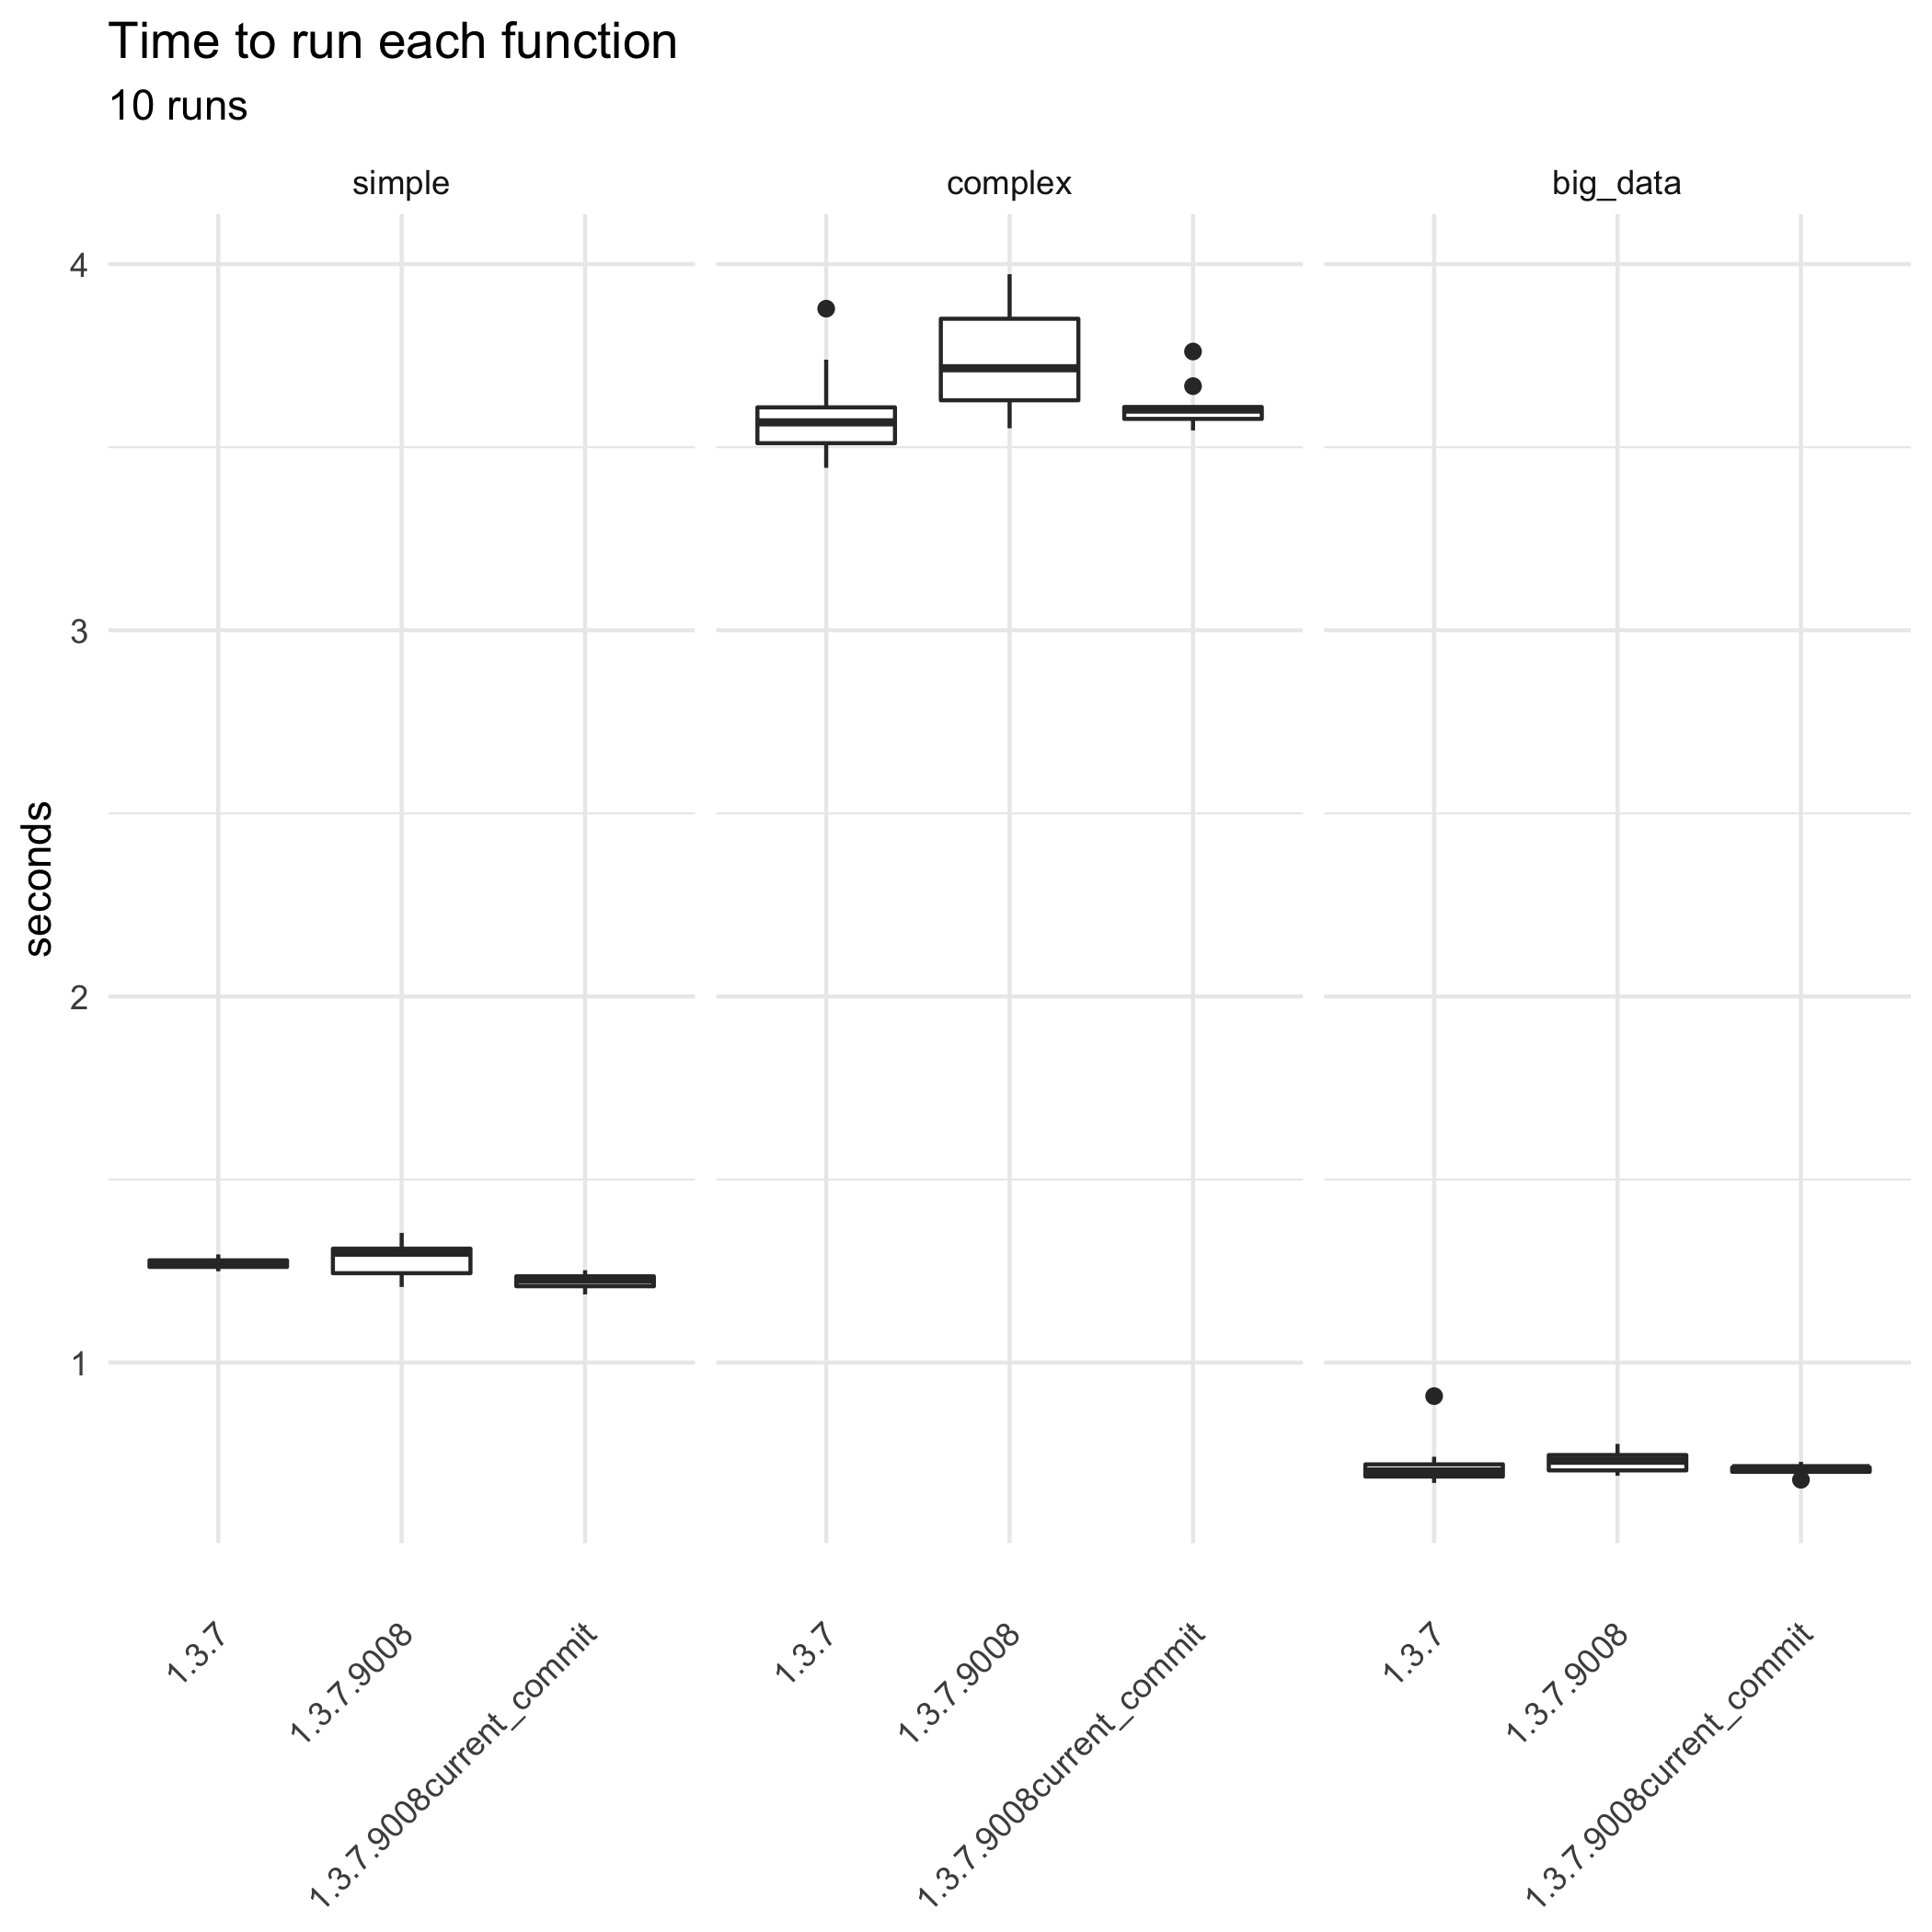 Time to run each function
10 runs
simple
complex
big_data
4
3
2
1
seconds
1.3.7
1.3.7.9008
1.3.7.9008current_commit
1.3.7
1.3.7.9008
1.3.7.9008current_commit
1.3.7
1.3.7.9008
1.3.7.9008current_commit